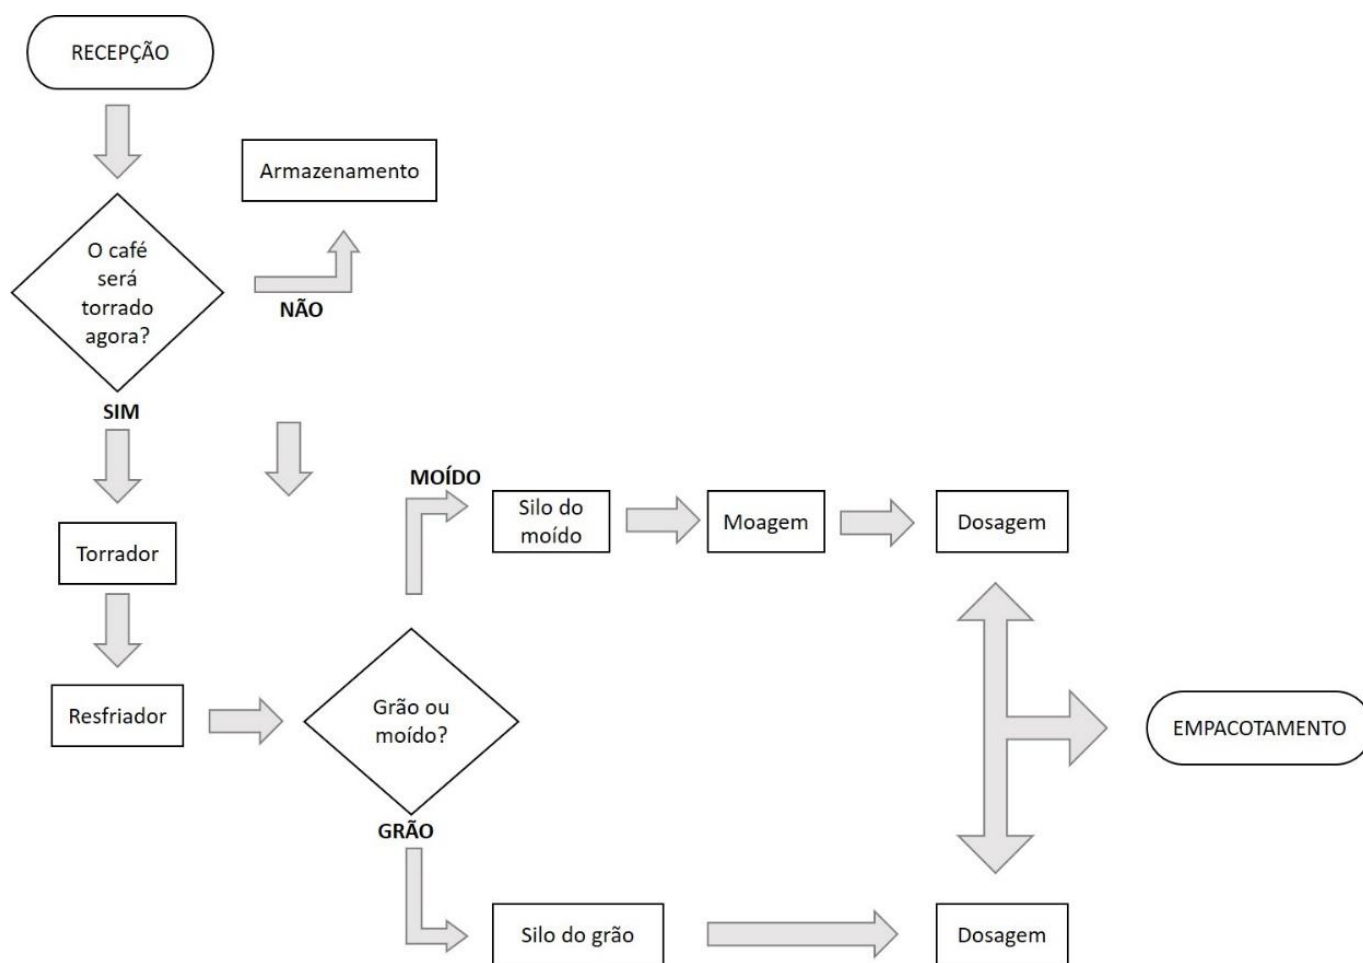 RECEPÇÃO
Armazenamento
O café
será
torrado
agora?
NÃO
SIM
Torrador
Resfriador
Grão ou
moído?
MOÍDO
Silo do
moído
Moagem
Dosagem
GRÃO
Silo do grão
Dosagem
EMPACOTAMENTO